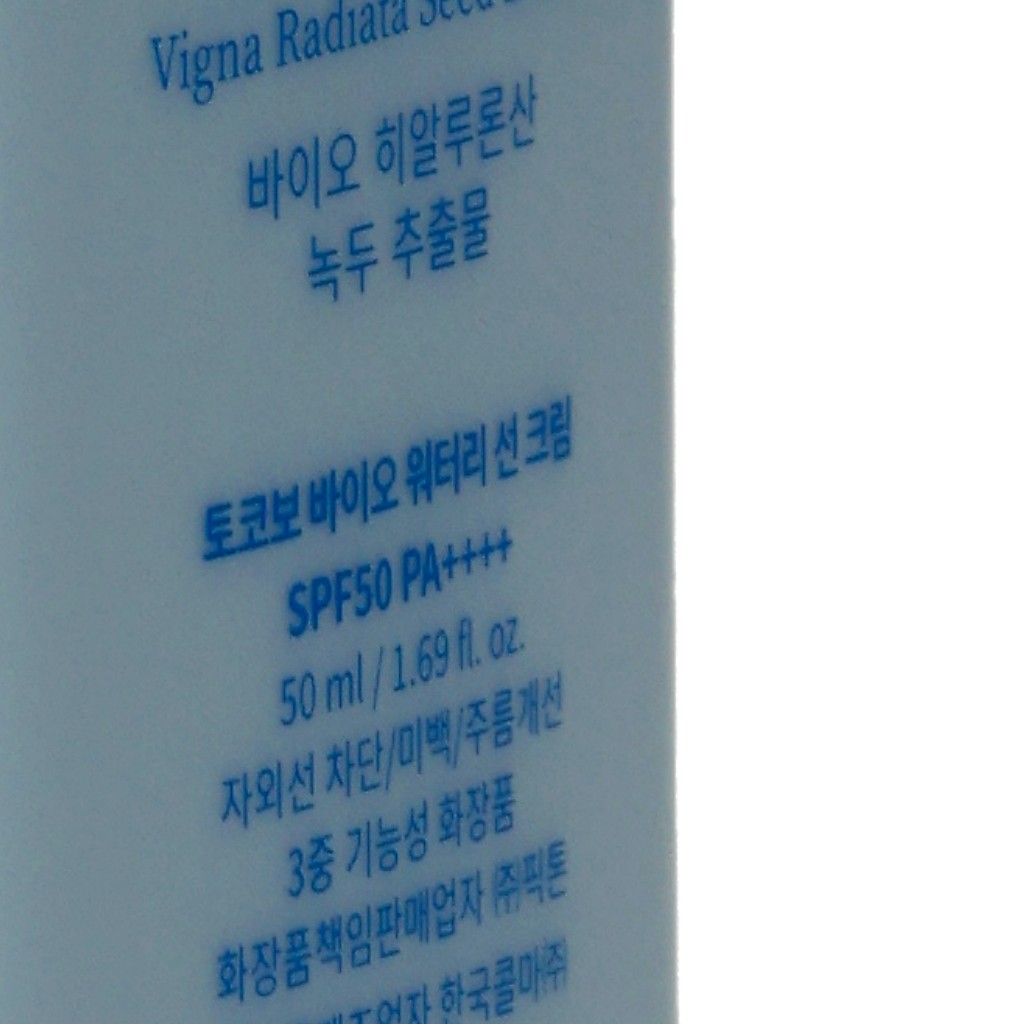 Vigna Radiata Seed
바이오 히알루론산
녹두 추출물
토코보 바이오 워터리 선 크림
SPF50 PA++++
50 ml / 1.69 fl. oz.
자외선 차단/미백/주름개선
3중 기능성 화장품
화장품책임판매업자 ㈜픽톤
한국콜마㈜